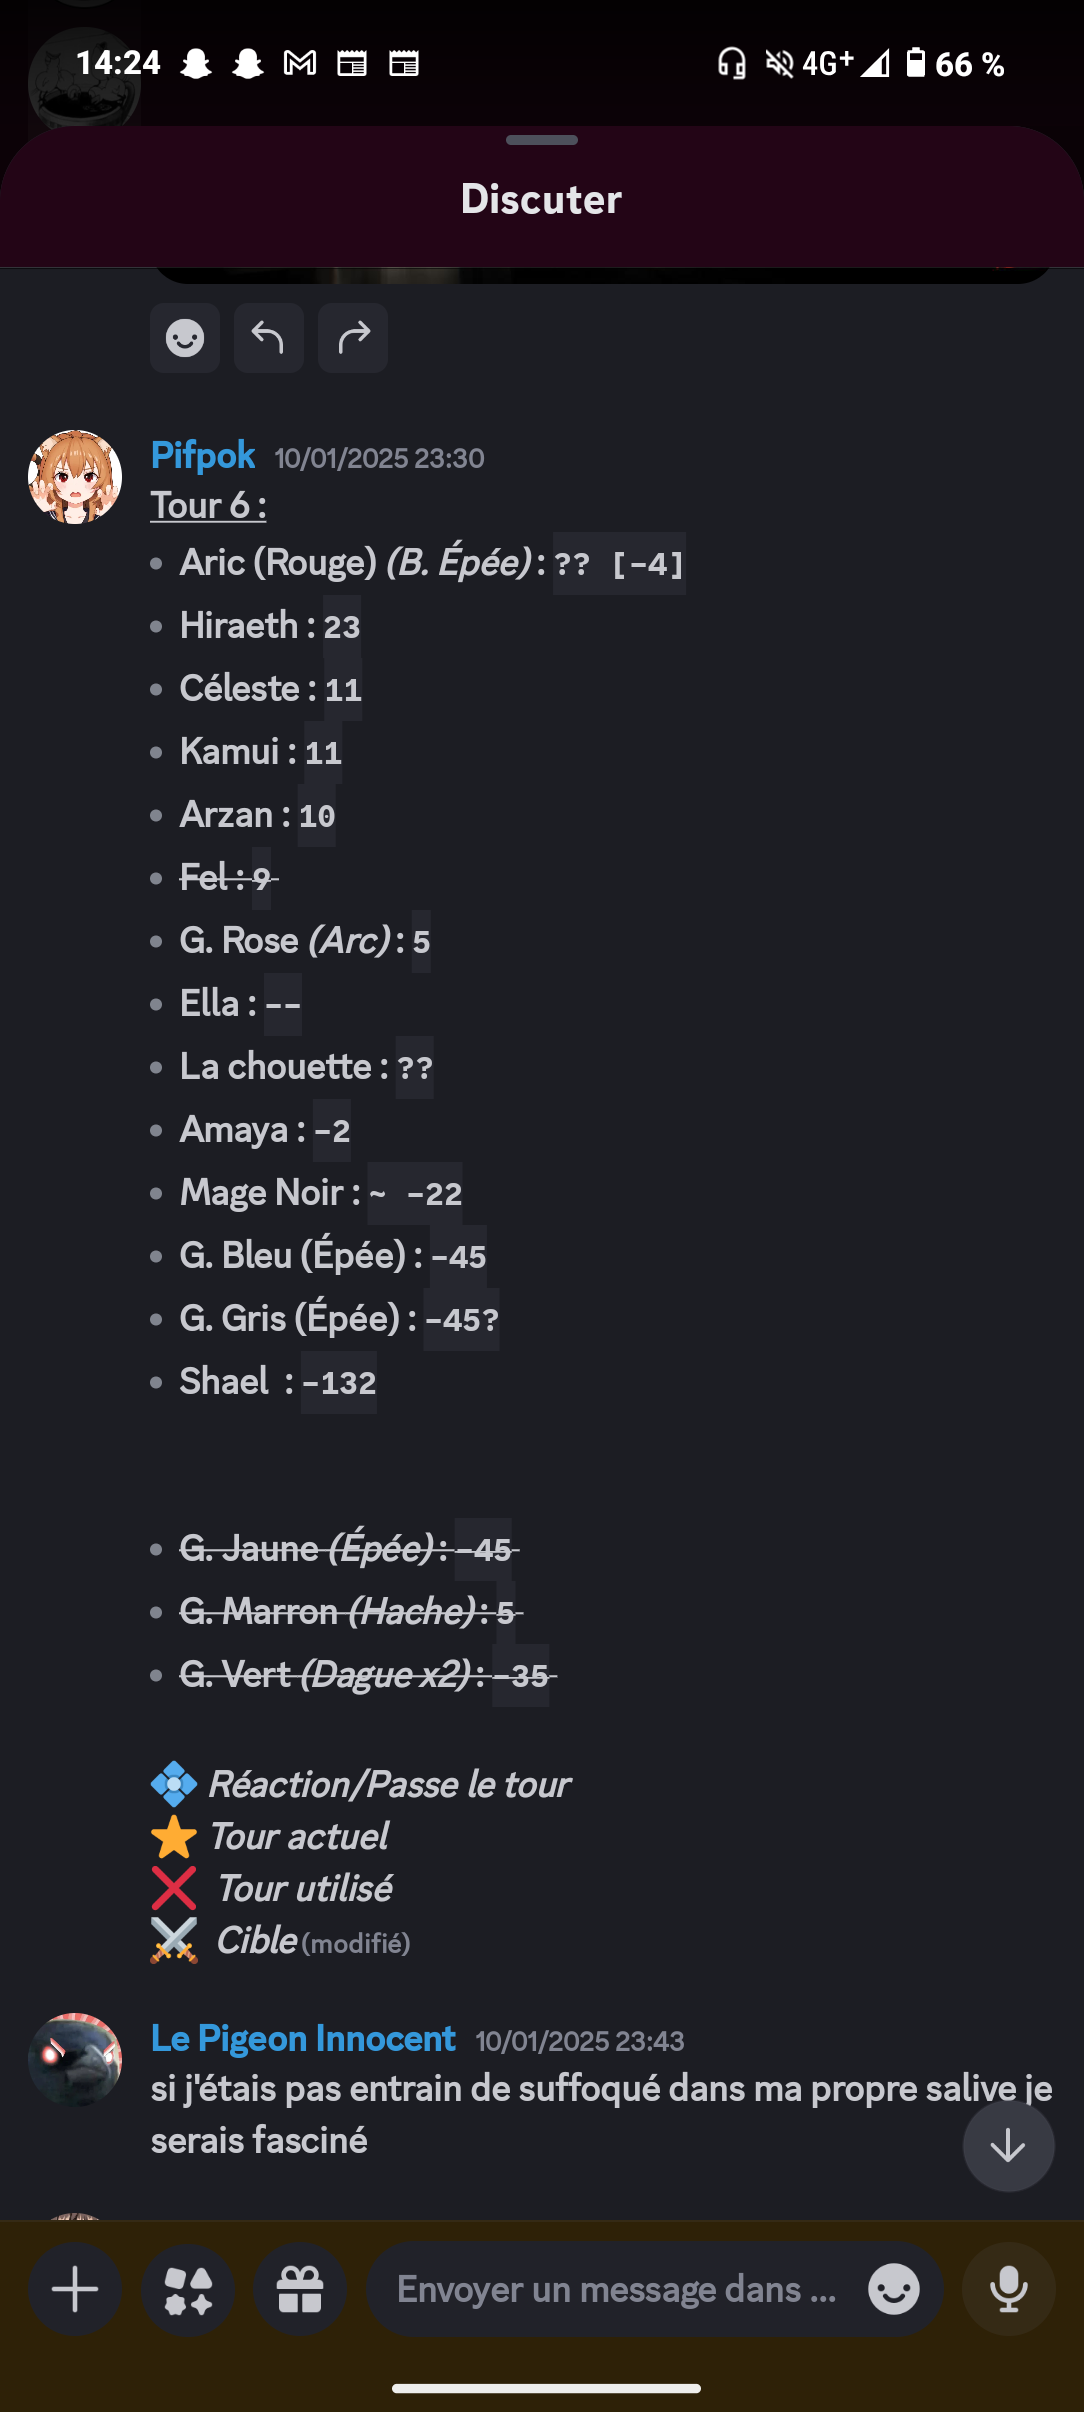 14:24 4G+ 66 %
Discuter
Pifpok 10/01/2025 23:30
Tour 6 :
Aric (Rouge) (B. Épée) : ?? [-4]
Hiraeth : 23
Céleste : 11
Kamui : 11
Arzan : 10
Fel : 9
G. Rose (Arc) : 5
Ella : --
La chouette : ??
Amaya : -2
Mage Noir : ~ -22
G. Bleu (Épée) : -45
G. Gris (Épée) : -45?
Shael : -132
G. Jaune (Épée) : -45
G. Marron (Hache) : 5
G. Vert (Dague x2) : -35
Réaction/Passe le tour
Tour actuel
Tour utilisé
Cible (modifié)
Le Pigeon Innocent 10/01/2025 23:43
si j'étais pas entrain de suffoqué dans ma propre salive je
serais fasciné
Envoyer un message dans ...